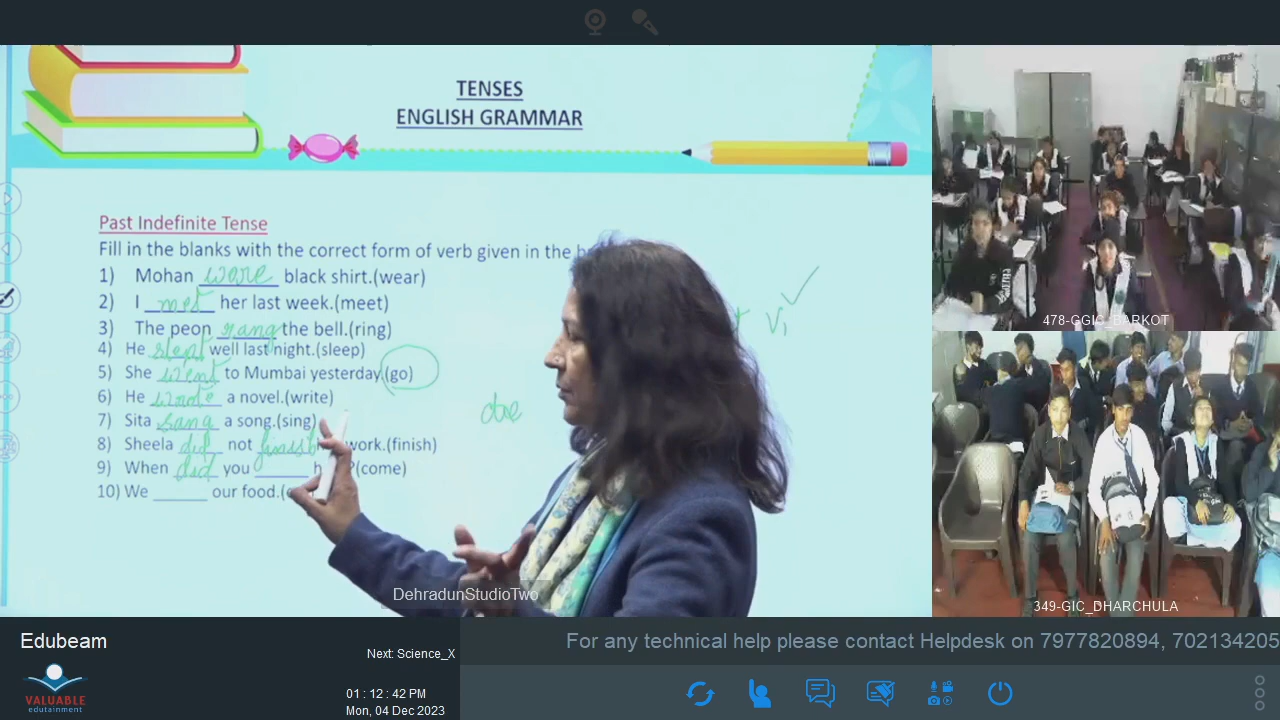 TENSES
ENGLISH GRAMMAR
Past Indefinite Tense
Fill in the blanks with the correct form of verb given in the
1) Mohan wore black shirt.(wear)
2) I met her last week.(meet)
3) The peon rang the bell.(ring)
4) He slept well last night.(sleep)
5) She went to Mumbai yesterday.(go)
6) He wrote a novel.(write)
7) Sita sang a song.(sing)
8) Sheela did not finish work.(finish)
9) When did you ______ h ?(come)
10) We ______ our food.(
V1
DehradunStudioTwo
478-GGIC_BARKOT
349-GIC_DHARCHULA
Edubeam
VALUABLE
edutainment
Next: Science_X
01 : 12 : 42 PM
Mon, 04 Dec 2023
For any technical help please contact Helpdesk on 7977820894, 702134205